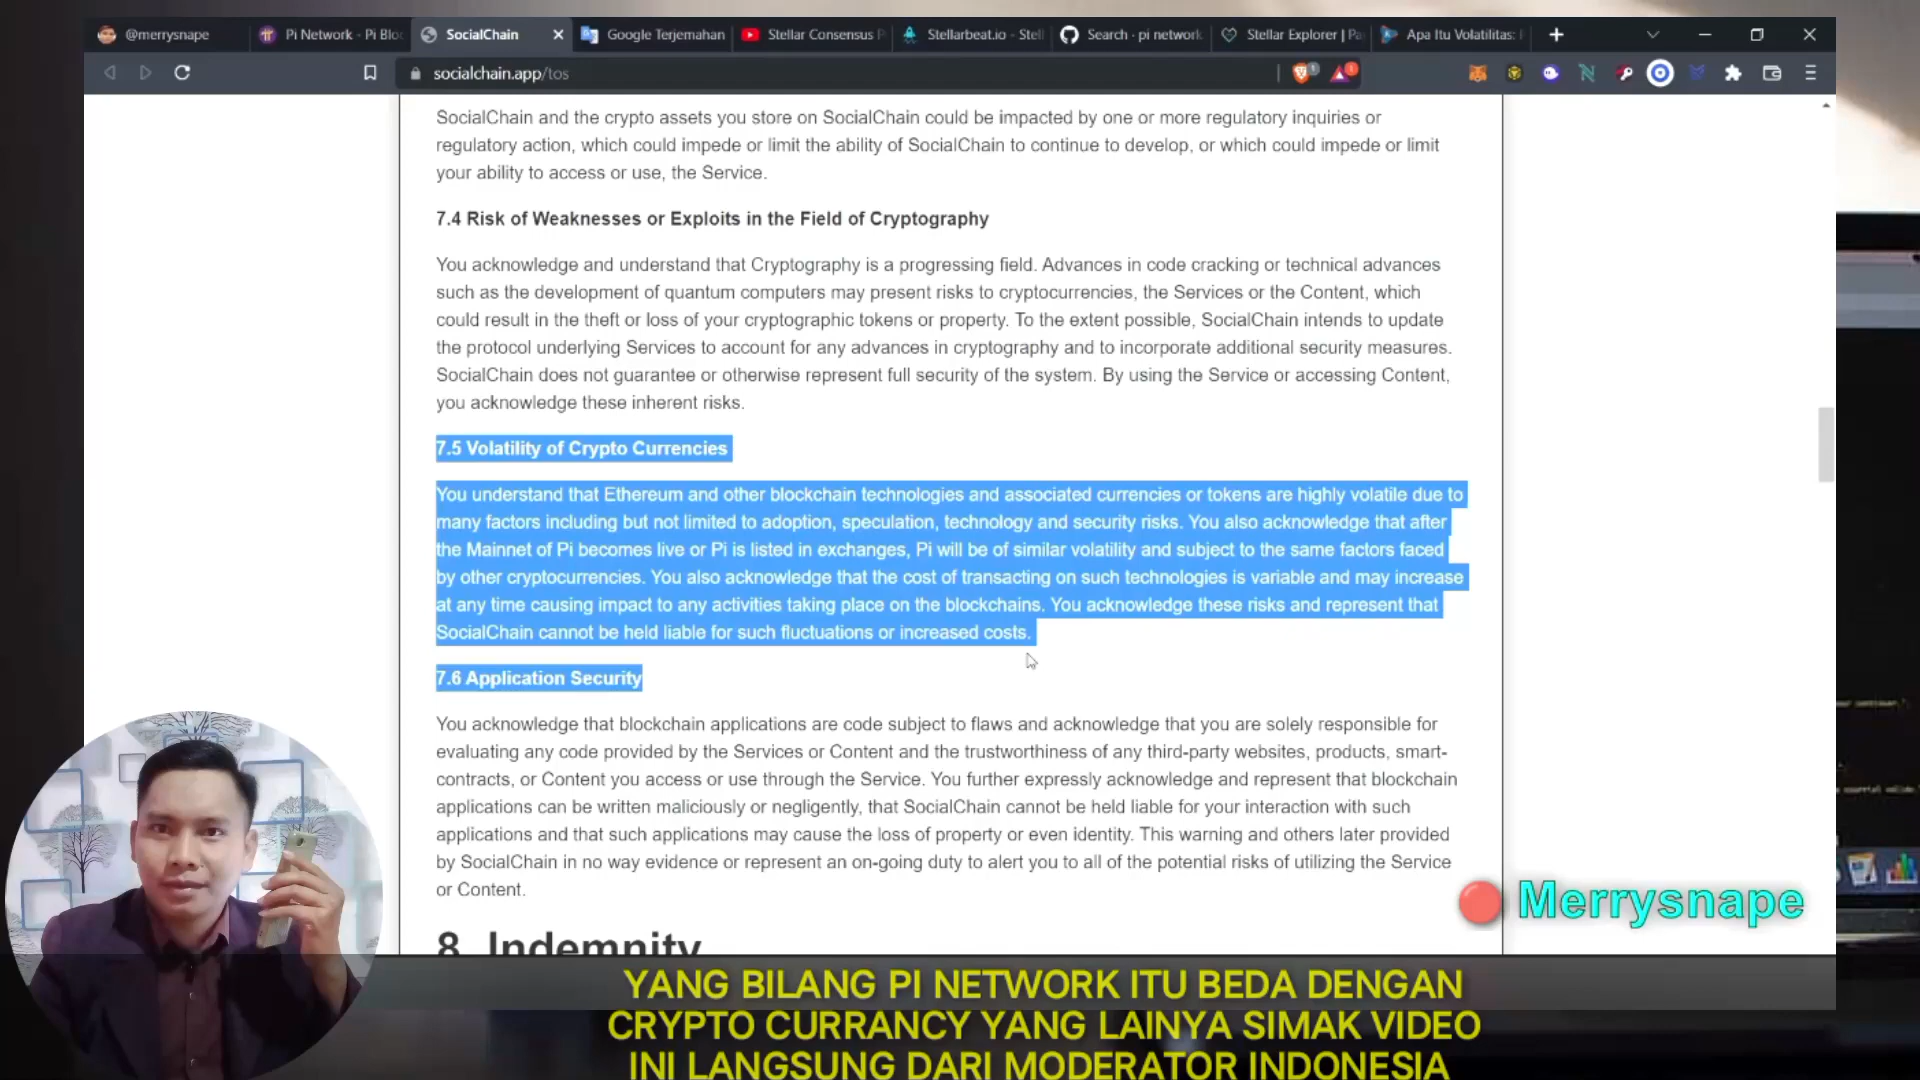 @merrysnape
Pi Network - Pi Bloc
SocialChain
Google Terjemahan
Stellar Consensus P
Stellarbeat.io - Stell
Search · pi network
Stellar Explorer | Pa
Apa Itu Volatilitas:
socialchain.app/tos
SocialChain and the crypto assets you store on SocialChain could be impacted by one or more regulatory inquiries or
regulatory action, which could impede or limit the ability of SocialChain to continue to develop, or which could impede or limit
your ability to access or use, the Service.
7.4 Risk of Weaknesses or Exploits in the Field of Cryptography
You acknowledge and understand that Cryptography is a progressing field. Advances in code cracking or technical advances
such as the development of quantum computers may present risks to cryptocurrencies, the Services or the Content, which
could result in the theft or loss of your cryptographic tokens or property. To the extent possible, SocialChain intends to update
the protocol underlying Services to account for any advances in cryptography and to incorporate additional security measures.
SocialChain does not guarantee or otherwise represent full security of the system. By using the Service or accessing Content,
you acknowledge these inherent risks.
7.5 Volatility of Crypto Currencies
You understand that Ethereum and other blockchain technologies and associated currencies or tokens are highly volatile due to
many factors including but not limited to adoption, speculation, technology and security risks. You also acknowledge that after
the Mainnet of Pi becomes live or Pi is listed in exchanges, Pi will be of similar volatility and subject to the same factors faced
by other cryptocurrencies. You also acknowledge that the cost of transacting on such technologies is variable and may increase
at any time causing impact to any activities taking place on the blockchains. You acknowledge these risks and represent that
SocialChain cannot be held liable for such fluctuations or increased costs.
7.6 Application Security
You acknowledge that blockchain applications are code subject to flaws and acknowledge that you are solely responsible for
evaluating any code provided by the Services or Content and the trustworthiness of any third-party websites, products, smart-
contracts, or Content you access or use through the Service. You further expressly acknowledge and represent that blockchain
applications can be written maliciously or negligently, that SocialChain cannot be held liable for your interaction with such
applications and that such applications may cause the loss of property or even identity. This warning and others later provided
by SocialChain in no way evidence or represent an on-going duty to alert you to all of the potential risks of utilizing the Service
or Content.
Merrysnape
8. Indemnity
YANG BILANG PI NETWORK ITU BEDA DENGAN
CRYPTO CURRANCY YANG LAINYA SIMAK VIDEO
INI LANGSUNG DARI MODERATOR INDONESIA